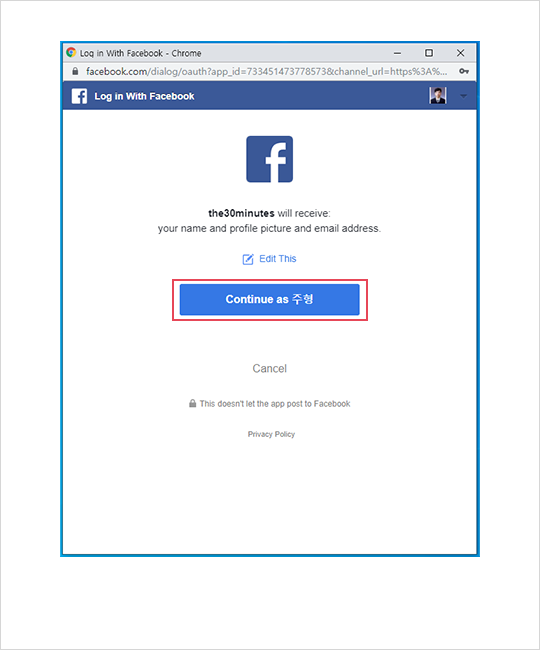 Log in With Facebook - Chrome
facebook.com/dialog/oauth?app_id=733451473778573&channel_url=https%3A%...
Log in With Facebook
the30minutes will receive:
your name and profile picture and email address.
Edit This
Continue as 주형
Cancel
This doesn't let the app post to Facebook
Privacy Policy